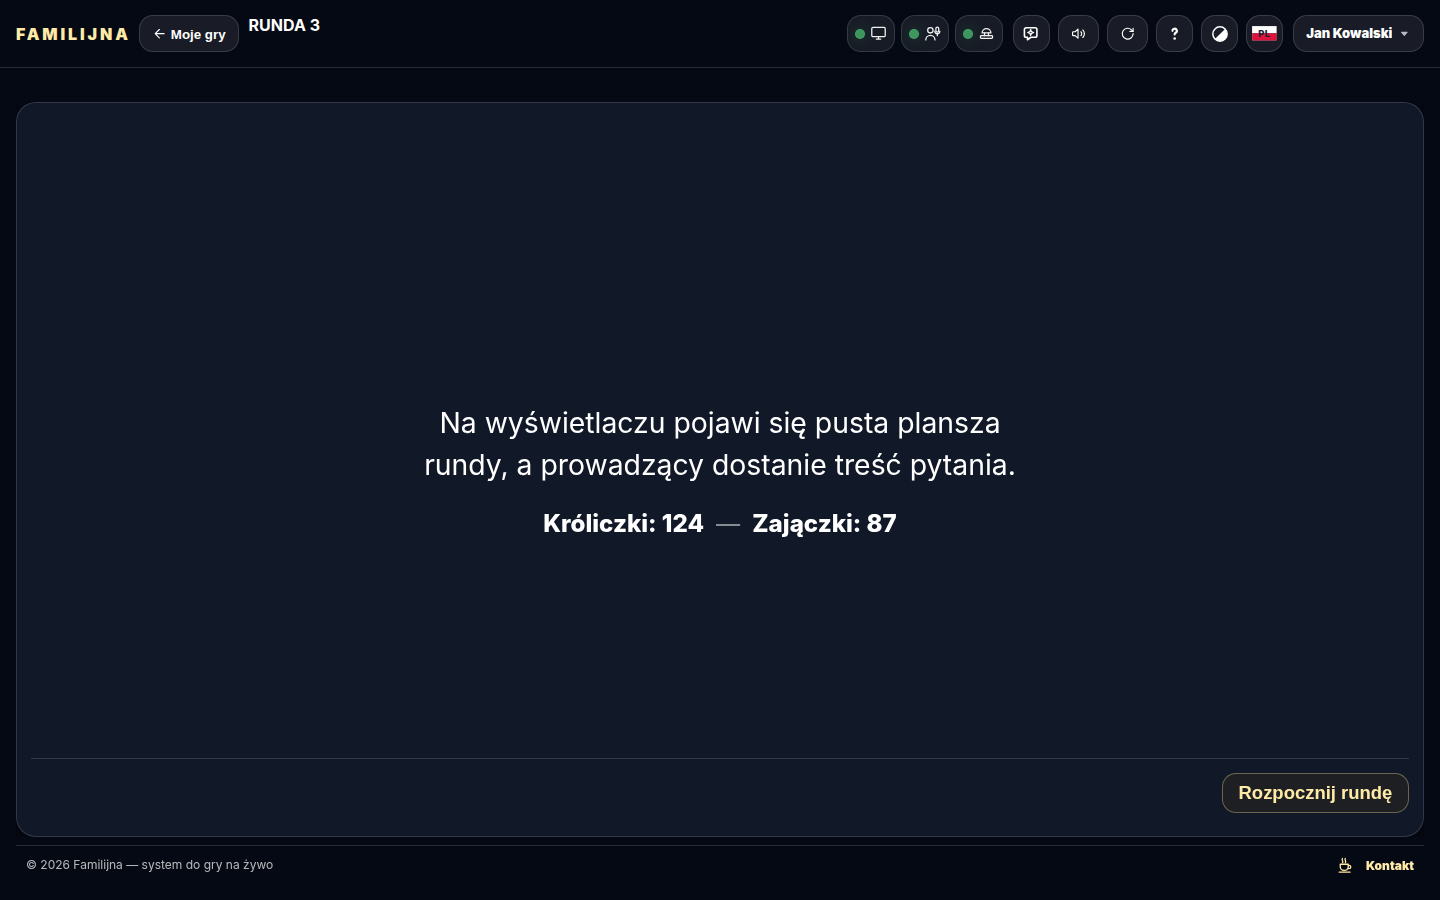 FAMILIJNA
← Moje gry
RUNDA 3
?
PL
Jan Kowalski
Na wyświetlaczu pojawi się pusta plansza
rundy, a prowadzący dostanie treść pytania.
Króliczki: 124 — Zajączki: 87
Rozpocznij rundę
© 2026 Familijna — system do gry na żywo
Kontakt